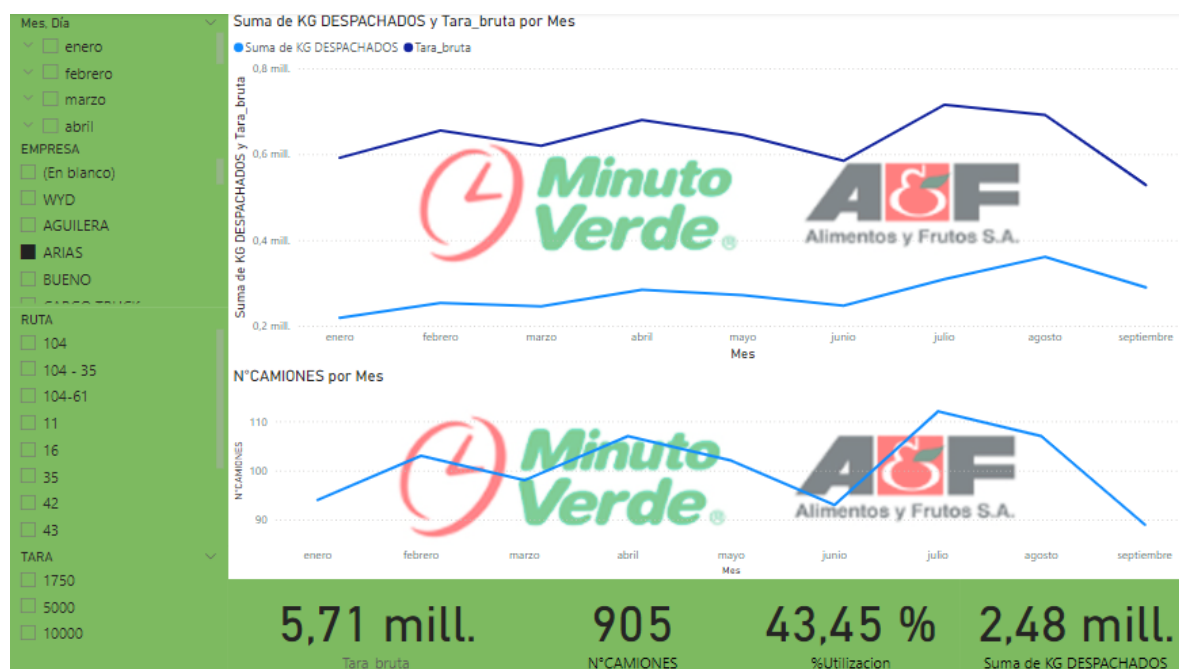 Mes, Día
enero
febrero
marzo
abril
EMPRESA
(En blanco)
WYD
AGUILERA
ARIAS
BUENO
CARGO TRUCK
RUTA
104
104 - 35
104-61
11
16
35
42
43
TARA
1750
5000
10000
Suma de KG DESPACHADOS y Tara_bruta por Mes
Suma de KG DESPACHADOS Tara_bruta
Suma de KG DESPACHADOS y Tara_bruta
0,8 mill.
0,6 mill.
0,4 mill.
0,2 mill.
Minuto
Verde®
A&F
Alimentos y Frutos S.A.
enero febrero marzo abril mayo junio julio agosto septiembre
Mes
N°CAMIONES por Mes
N°CAMIONES
110
100
90
Minuto
Verde®
A&F
Alimentos y Frutos S.A.
enero febrero marzo abril mayo junio julio agosto septiembre
Mes
5,71 mill.
Tara_bruta
905
N°CAMIONES
43,45 %
%Utilizacion
2,48 mill.
Suma de KG DESPACHADOS